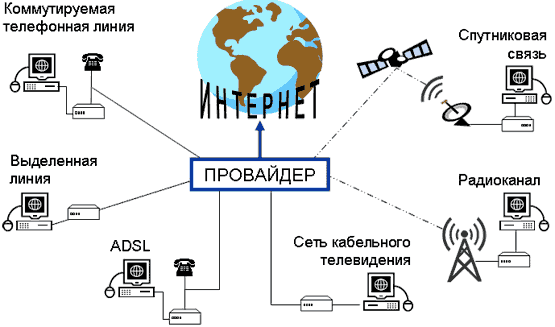 Коммутируемая
телефонная линия
ИНТЕРНЕТ
Спутниковая
связь
Выделенная
линия
ПРОВАЙДЕР
Радиоканал
ADSL
Сеть кабельного
телевидения